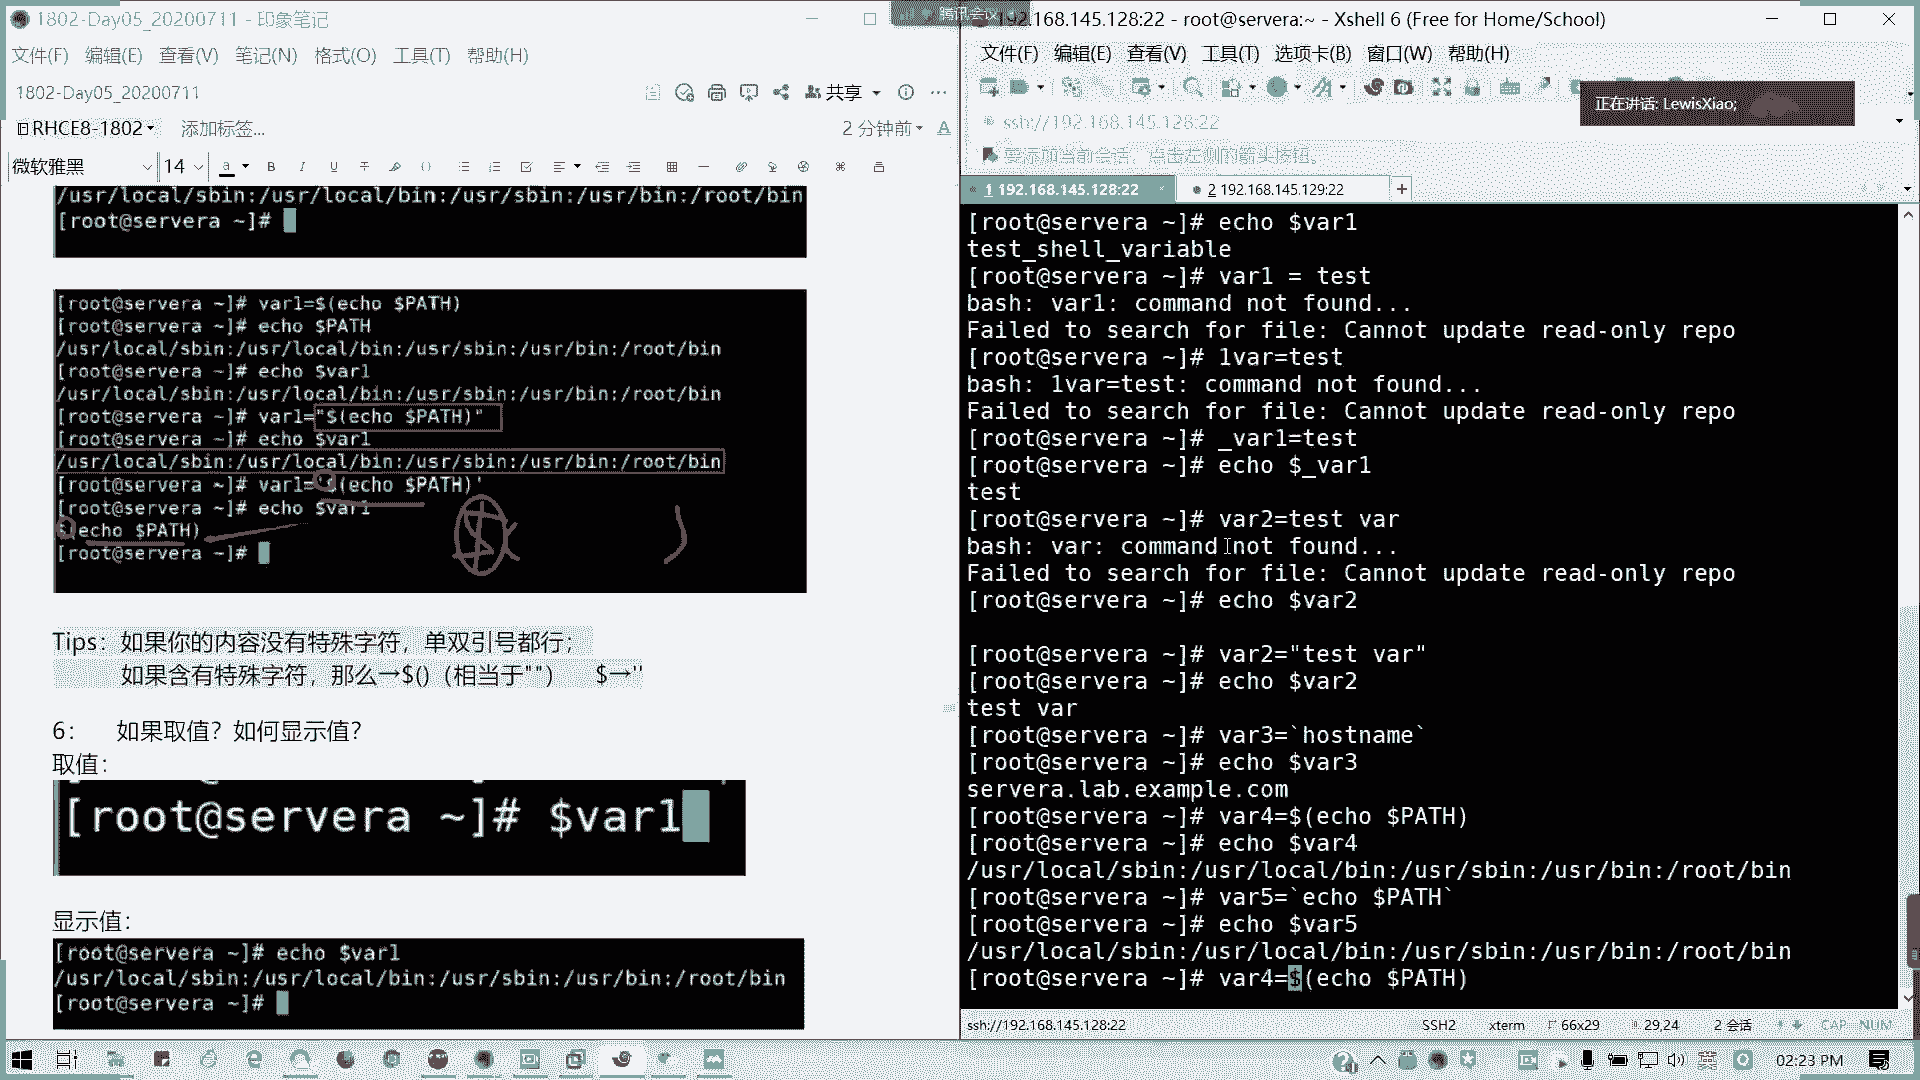 1802-Day05_20200711 - 印象笔记
文件(F) 编辑(E) 查看(V) 笔记(N) 格式(O) 工具(T) 帮助(H)
1802-Day05_20200711
共享
RHCE8-1802 添加标签...
2 分钟前
微软雅黑 14
/usr/local/sbin:/usr/local/bin:/usr/sbin:/usr/bin:/root/bin
[root@servera ~]#
[root@servera ~]# var1=$(echo $PATH)
[root@servera ~]# echo $PATH
/usr/local/sbin:/usr/local/bin:/usr/sbin:/usr/bin:/root/bin
[root@servera ~]# echo $var1
/usr/local/sbin:/usr/local/bin:/usr/sbin:/usr/bin:/root/bin
[root@servera ~]# var1="$(echo $PATH)"
[root@servera ~]# echo $var1
/usr/local/sbin:/usr/local/bin:/usr/sbin:/usr/bin:/root/bin
[root@servera ~]# var1='$(echo $PATH)'
[root@servera ~]# echo $var1
$(echo $PATH)
[root@servera ~]#
Tips：如果你的内容没有特殊字符，单双引号都行；
如果含有特殊字符，那么→$()（相当于""） $→''
6： 如果取值？如何显示值？
取值：
[root@servera ~]# $var1
显示值：
[root@servera ~]# echo $var1
/usr/local/sbin:/usr/local/bin:/usr/sbin:/usr/bin:/root/bin
[root@servera ~]#
腾讯会议
192.168.145.128:22 - root@servera:~ - Xshell 6 (Free for Home/School)
文件(F) 编辑(E) 查看(V) 工具(T) 选项卡(B) 窗口(W) 帮助(H)
正在讲话: LewisXiao;
ssh://192.168.145.128:22
要添加当前会话，点击左侧的箭头按钮。
1 192.168.145.128:22 2 192.168.145.129:22
[root@servera ~]# echo $var1
test_shell_variable
[root@servera ~]# var1 = test
bash: var1: command not found...
Failed to search for file: Cannot update read-only repo
[root@servera ~]# 1var=test
bash: 1var=test: command not found...
Failed to search for file: Cannot update read-only repo
[root@servera ~]# _var1=test
[root@servera ~]# echo $_var1
test
[root@servera ~]# var2=test var
bash: var: command not found...
Failed to search for file: Cannot update read-only repo
[root@servera ~]# echo $var2
[root@servera ~]# var2="test var"
[root@servera ~]# echo $var2
test var
[root@servera ~]# var3=`hostname`
[root@servera ~]# echo $var3
servera.lab.example.com
[root@servera ~]# var4=$(echo $PATH)
[root@servera ~]# echo $var4
/usr/local/sbin:/usr/local/bin:/usr/sbin:/usr/bin:/root/bin
[root@servera ~]# var5=`echo $PATH`
[root@servera ~]# echo $var5
/usr/local/sbin:/usr/local/bin:/usr/sbin:/usr/bin:/root/bin
[root@servera ~]# var4=$(echo $PATH)
ssh://192.168.145.128:22 SSH2 xterm 66x29 29,24 2 会话 CAP NUM
英 02:23 PM